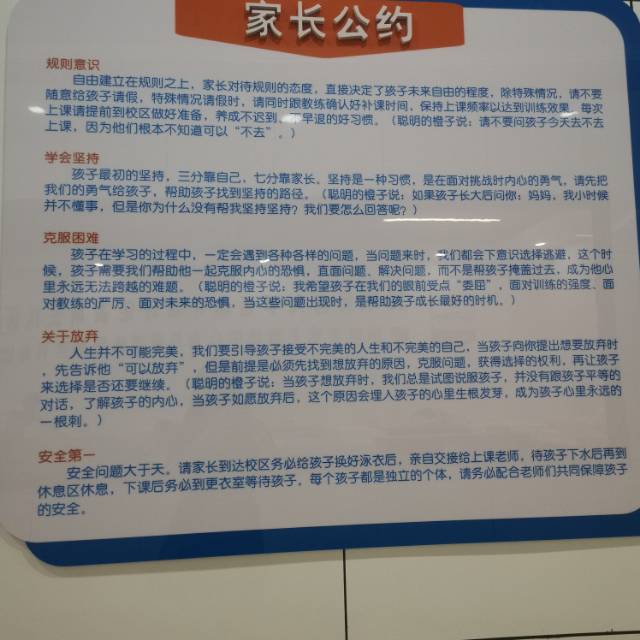 家长公约
规则意识
自由建立在规则之上，家长对待规则的态度，直接决定了孩子未来自由的程度，除特殊情况，请不要
随意给孩子请假，特殊情况请假时，请同时跟教练确认好补课时间，保持上课频率以达到训练效果。每次
上课请提前到校区做好准备，养成不迟到、不早退的好习惯。（聪明的橙子说：请不要问孩子今天去不去
上课，因为他们根本不知道可以“不去”。）
学会坚持
孩子最初的坚持，三分靠自己，七分靠家长、坚持是一种习惯，是在面对挑战时内心的勇气，请先把
我们的勇气给孩子，帮助孩子找到坚持的路径。（聪明的橙子说：如果孩子长大后问你：妈妈，我小时候
并不懂事，但是你为什么没有帮我坚持坚持？我们要怎么回答呢？）
克服困难
孩子在学习的过程中，一定会遇到各种各样的问题，当问题来时，我们都会下意识选择逃避，这个时
候，孩子需要我们帮助他一起克服内心的恐惧，直面问题、解决问题，而不是帮孩子掩盖过去，成为他心
里永远无法跨越的难题。（聪明的橙子说：我希望孩子在我们的眼前受点“委屈”，面对训练的强度、面
对教练的严厉、面对未来的恐惧，当这些问题出现时，是帮助孩子成长最好的时机。）
关于放弃
人生并不可能完美，我们要引导孩子接受不完美的人生和不完美的自己，当孩子向你提出想要放弃时
，先告诉他“可以放弃”，但是前提是必须先找到想放弃的原因，克服问题，获得选择的权利，再让孩子
来选择是否还要继续。（聪明的橙子说：当孩子想放弃时，我们总是试图说服孩子，并没有跟孩子平等的
对话，了解孩子的内心，当孩子如愿放弃后，这个原因会埋入孩子的心里生根发芽，成为孩子心里永远的
一根刺。）
安全第一
安全问题大于天。请家长到达校区务必给孩子换好泳衣后，亲自交接给上课老师，待孩子下水后再到
休息区休息，下课后务必到更衣室等待孩子，每个孩子都是独立的个体，请务必配合老师们共同保障孩子
的安全。